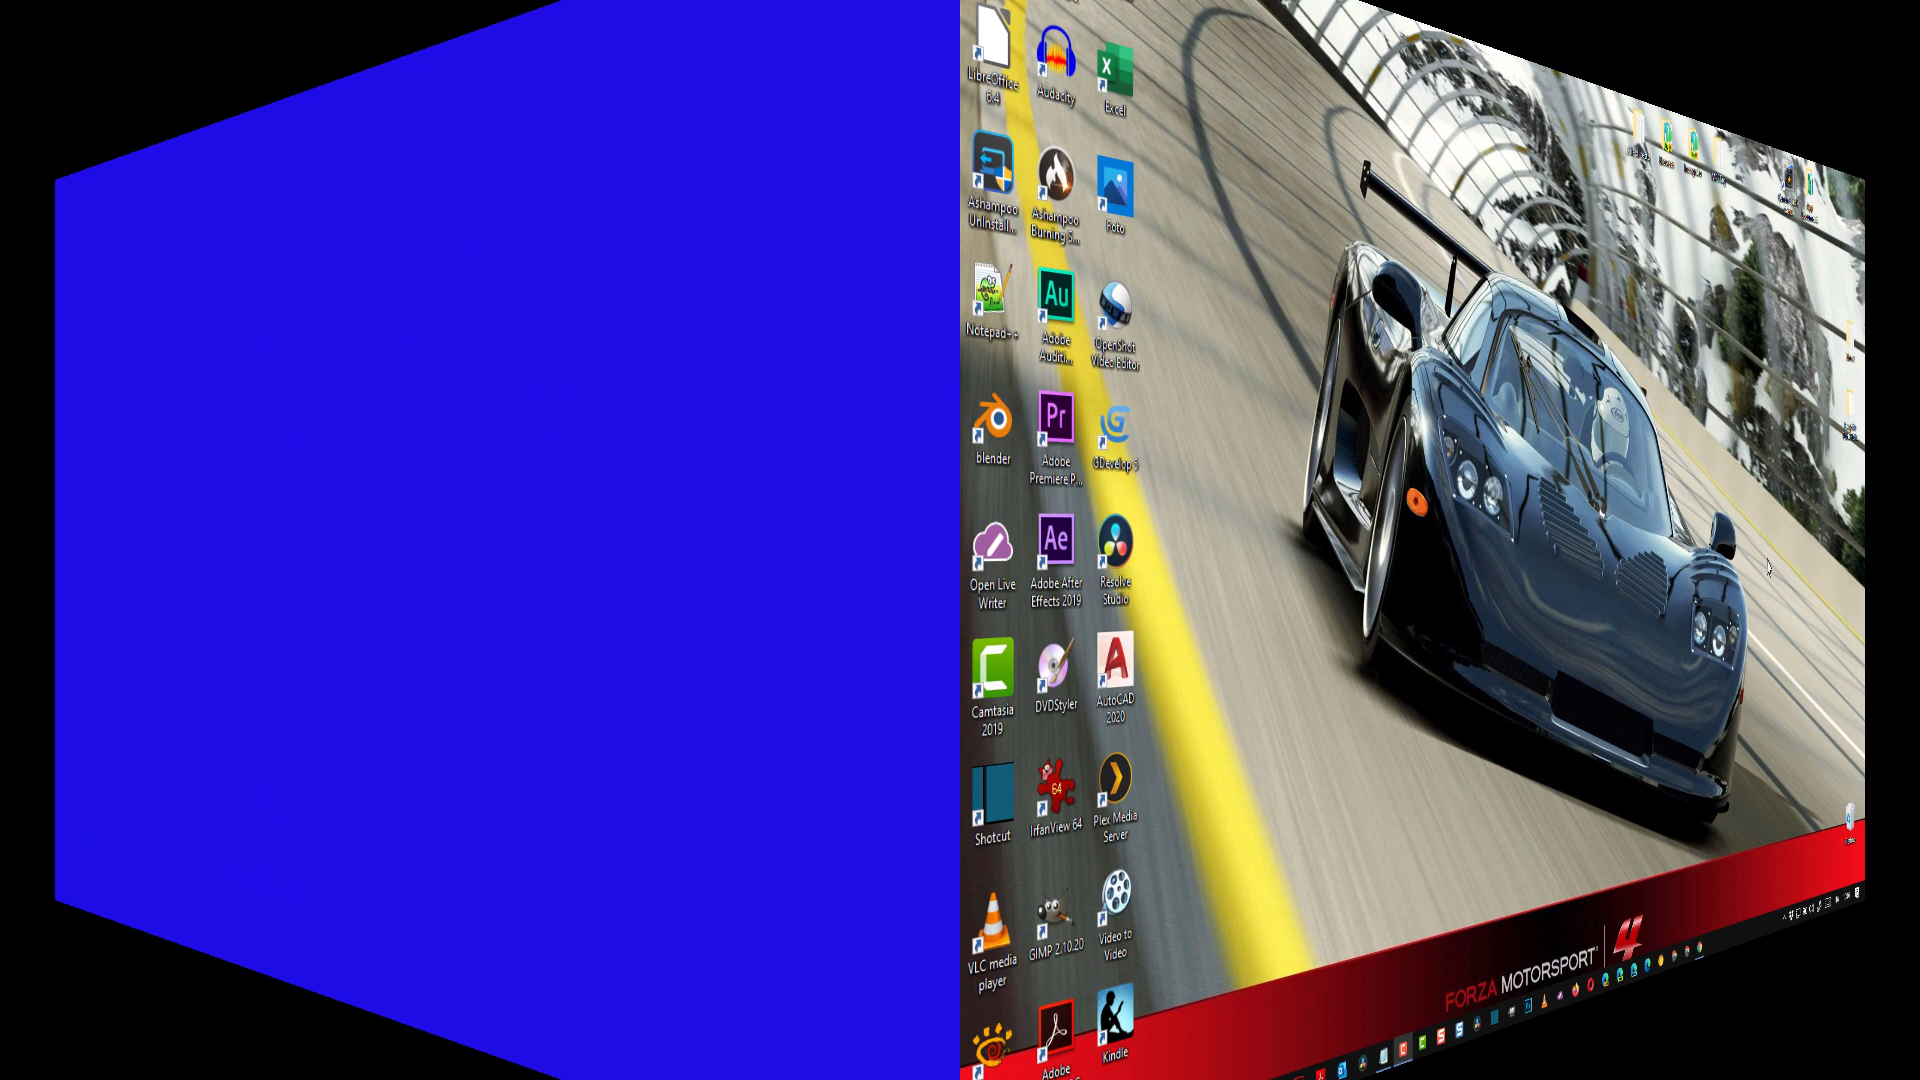 LibreOffice
6.4
Audacity
Excel
Ashampoo
UnInstall...
Ashampoo
Burning S...
Foto
Notepad++
Adobe
Auditi...
OpenShot
Video Editor
blender
Adobe
Premiere P...
GDevelop 5
Open Live
Writer
Adobe After
Effects 2019
Resolve
Studio
Camtasia
2019
DVDStyler
AutoCAD
2020
Shotcut
IrfanView 64
Plex Media
Server
VLC media
player
GIMP 2.10.20
Video to
Video
Adobe
Kindle
Au
Pr
Ae
64
FORZA MOTORSPORT 4